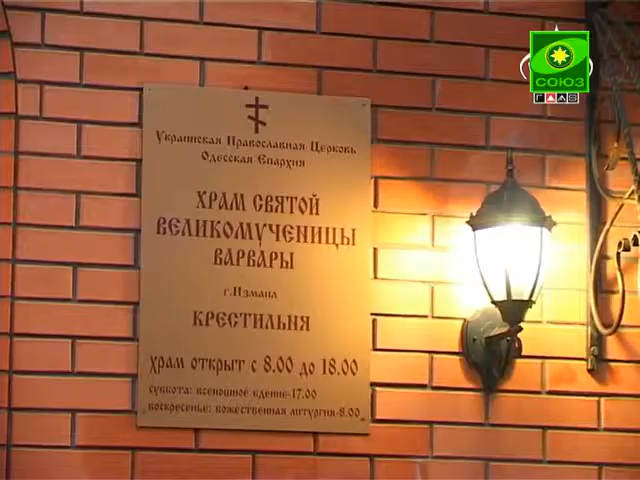 СОЮЗ
Украинская Православная Церковь
Одесская Епархия
ХРАМ СВЯТОЙ
ВЕЛИКОМУЧЕНИЦЫ
ВАРВАРЫ
г.Измаил
КРЕСТИЛЬНЯ
ХРАМ ОТКРЫТ С 8.00 ДО 18.00
суббота: всенощное бдение-17.00
воскресенье: божественная литургия-8.00